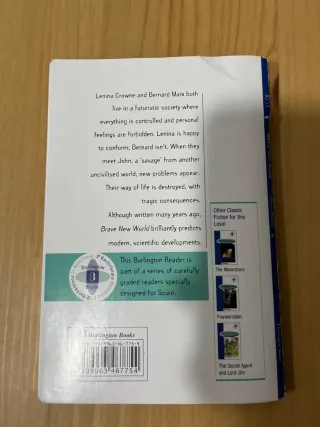 Lenina Crowne and Bernard Marx both
live in a futuristic society where
everything is controlled and personal
feelings are forbidden. Lenina is happy
to conform; Bernard isn't. When they
meet John, a 'savage' from another
uncivilised world, new problems appear.
Their way of life is destroyed, with
tragic consequences.
Although written many years ago,
Brave New World brilliantly predicts
modern, scientific developments.
This Burlington Reader is
part of a series of carefully
graded readers specially
designed for Spain.
3
Burlington Books
Other Classic
Fiction for this
Level
The Moonstone
Frankenstein
The Secret Agent
and Lord Jim